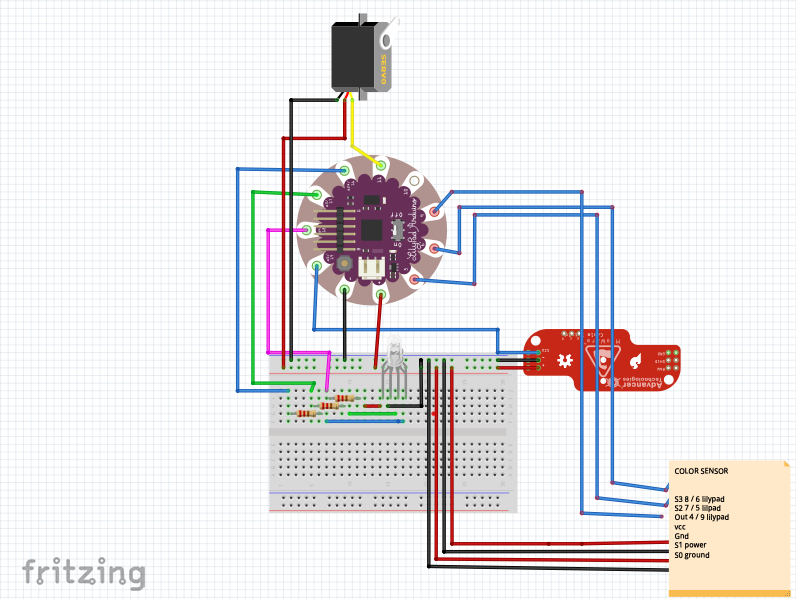 SERVO
Lilypad Arduino
Advancer
Technologies
COLOR SENSOR
S3 8 / 6 lilypad
S2 7 / 5 lilpad
Out 4 / 9 lilypad
vcc
Gnd
S1 power
S0 ground
fritzing